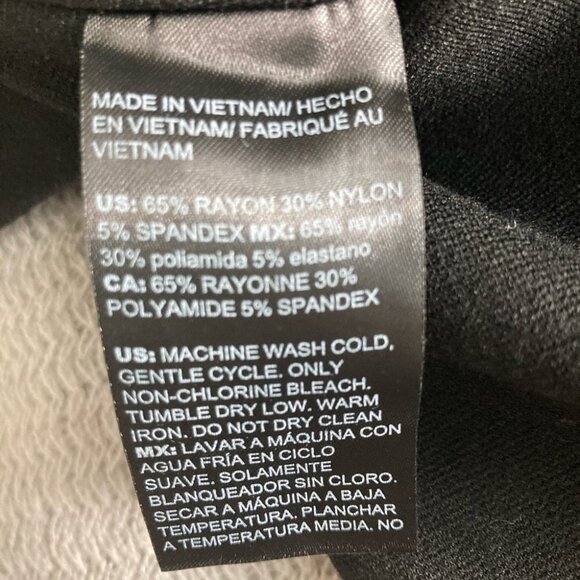 MADE IN VIETNAM/ HECHO
EN VIETNAM/ FABRIQUÉ AU
VIETNAM
US: 65% RAYON 30% NYLON
5% SPANDEX MX: 65% rayón
30% poliamida 5% elastano
CA: 65% RAYONNE 30%
POLYAMIDE 5% SPANDEX
US: MACHINE WASH COLD,
GENTLE CYCLE. ONLY
NON-CHLORINE BLEACH.
TUMBLE DRY LOW. WARM
IRON. DO NOT DRY CLEAN
MX: LAVAR A MÁQUINA CON
AGUA FRÍA EN CICLO
SUAVE. SOLAMENTE
BLANQUEADOR SIN CLORO.
SECAR A MÁQUINA A BAJA
TEMPERATURA. PLANCHAR
A TEMPERATURA MEDIA. NO